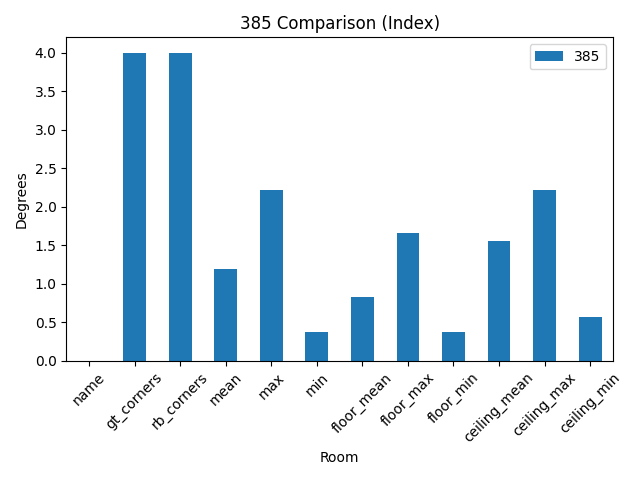 385 Comparison (Index)
385
Degrees
4.0
3.5
3.0
2.5
2.0
1.5
1.0
0.5
0.0
name
gt_corners
rb_corners
mean
max
min
floor_mean
floor_max
floor_min
ceiling_mean
ceiling_max
ceiling_min
Room